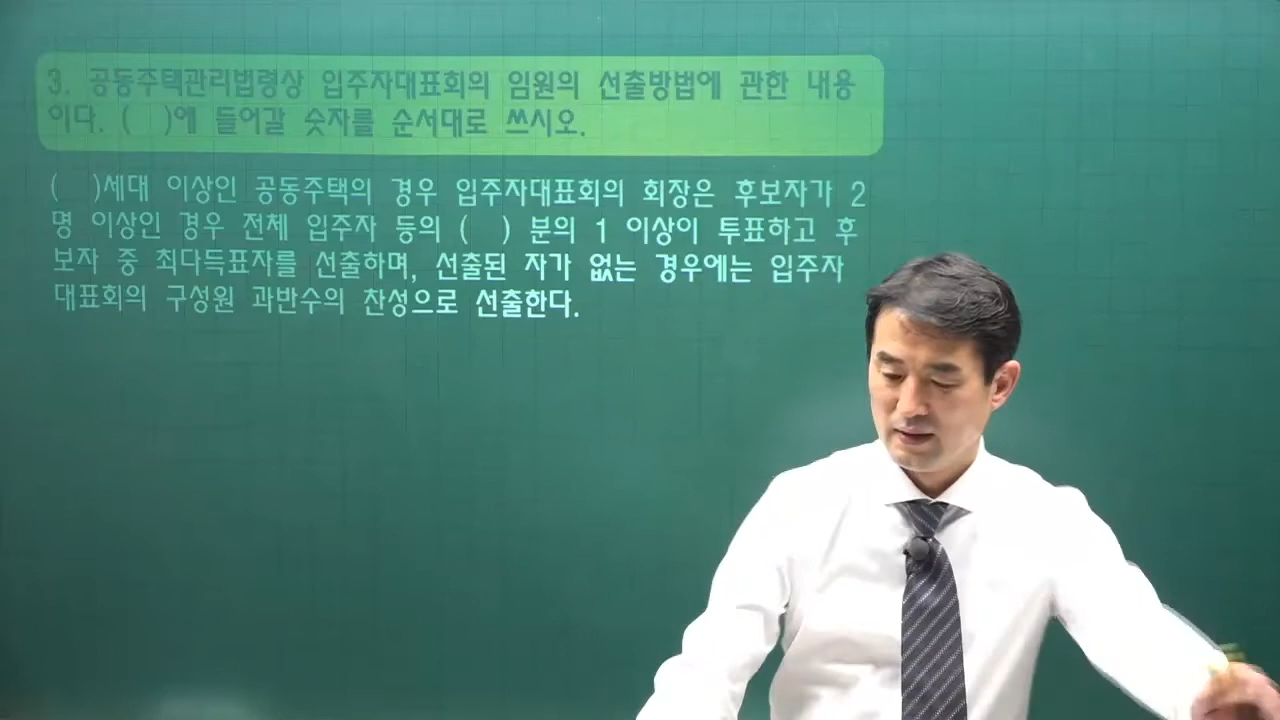 3. 공동주택관리법령상 입주자대표회의 임원의 선출방법에 관한 내용
이다. (  )에 들어갈 숫자를 순서대로 쓰시오.
(  )세대 이상인 공동주택의 경우 입주자대표회의 회장은 후보자가 2
명 이상인 경우 전체 입주자 등의 (  ) 분의 1 이상이 투표하고 후
보자 중 최다득표자를 선출하며, 선출된 자가 없는 경우에는 입주자
대표회의 구성원 과반수의 찬성으로 선출한다.